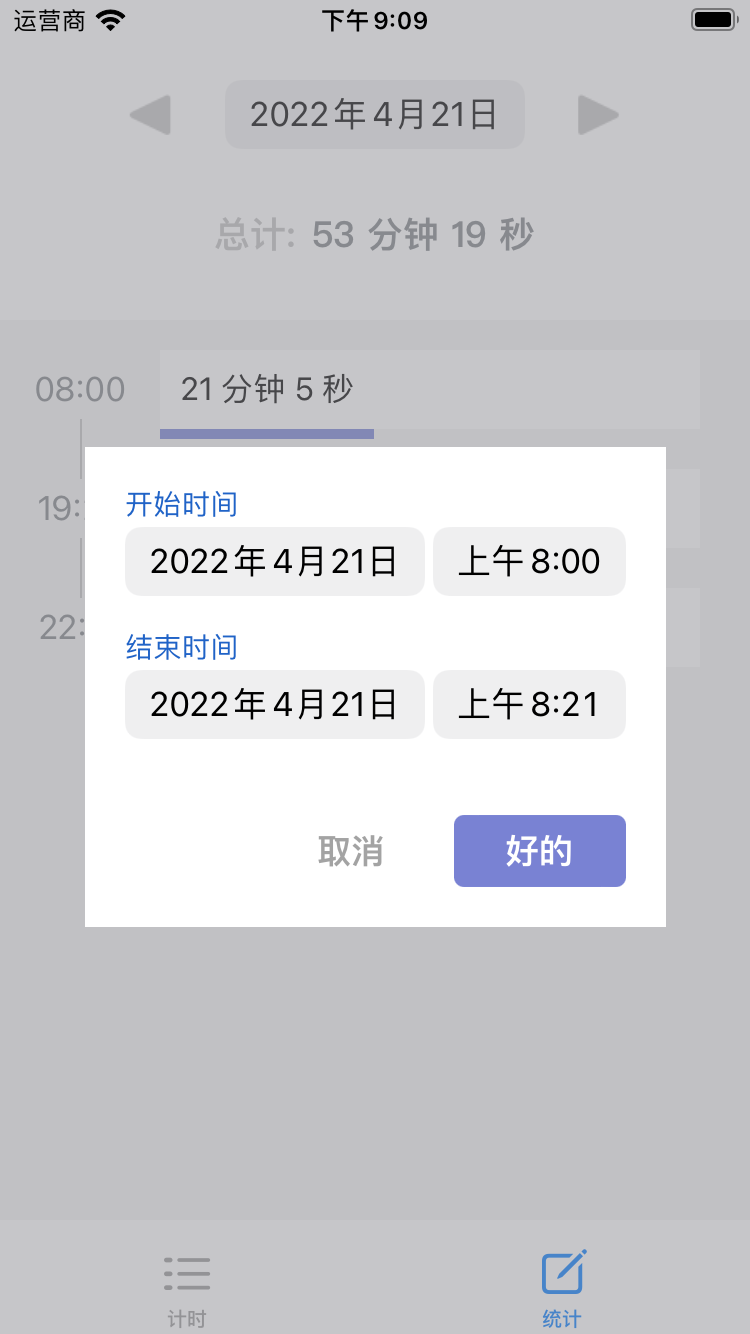 运营商 下午9:09
2022年4月21日
总计: 53 分钟 19 秒
08:00 21 分钟 5 秒
开始时间
19:
2022年4月21日 上午8:00
22:
结束时间
2022年4月21日 上午8:21
取消 好的
计时 统计